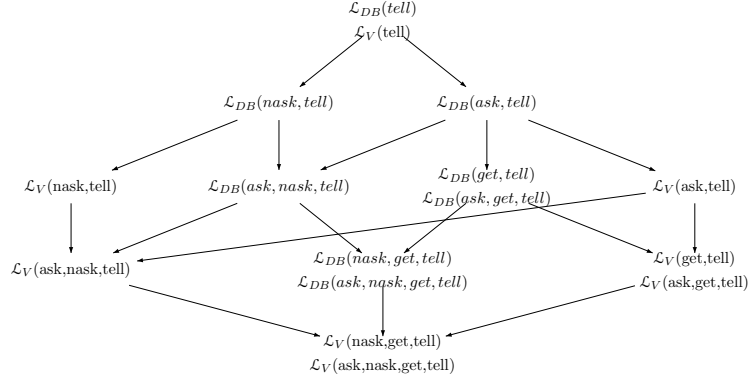 ℒ_DB(tell)
ℒ_V(tell)
ℒ_DB(nask, tell)
ℒ_DB(ask, tell)
ℒ_V(nask,tell)
ℒ_DB(ask, nask, tell)
ℒ_DB(get, tell)
ℒ_DB(ask, get, tell)
ℒ_V(ask,tell)
ℒ_V(ask,nask,tell)
ℒ_DB(nask, get, tell)
ℒ_DB(ask, nask, get, tell)
ℒ_V(get,tell)
ℒ_V(ask,get,tell)
ℒ_V(nask,get,tell)
ℒ_V(ask,nask,get,tell)